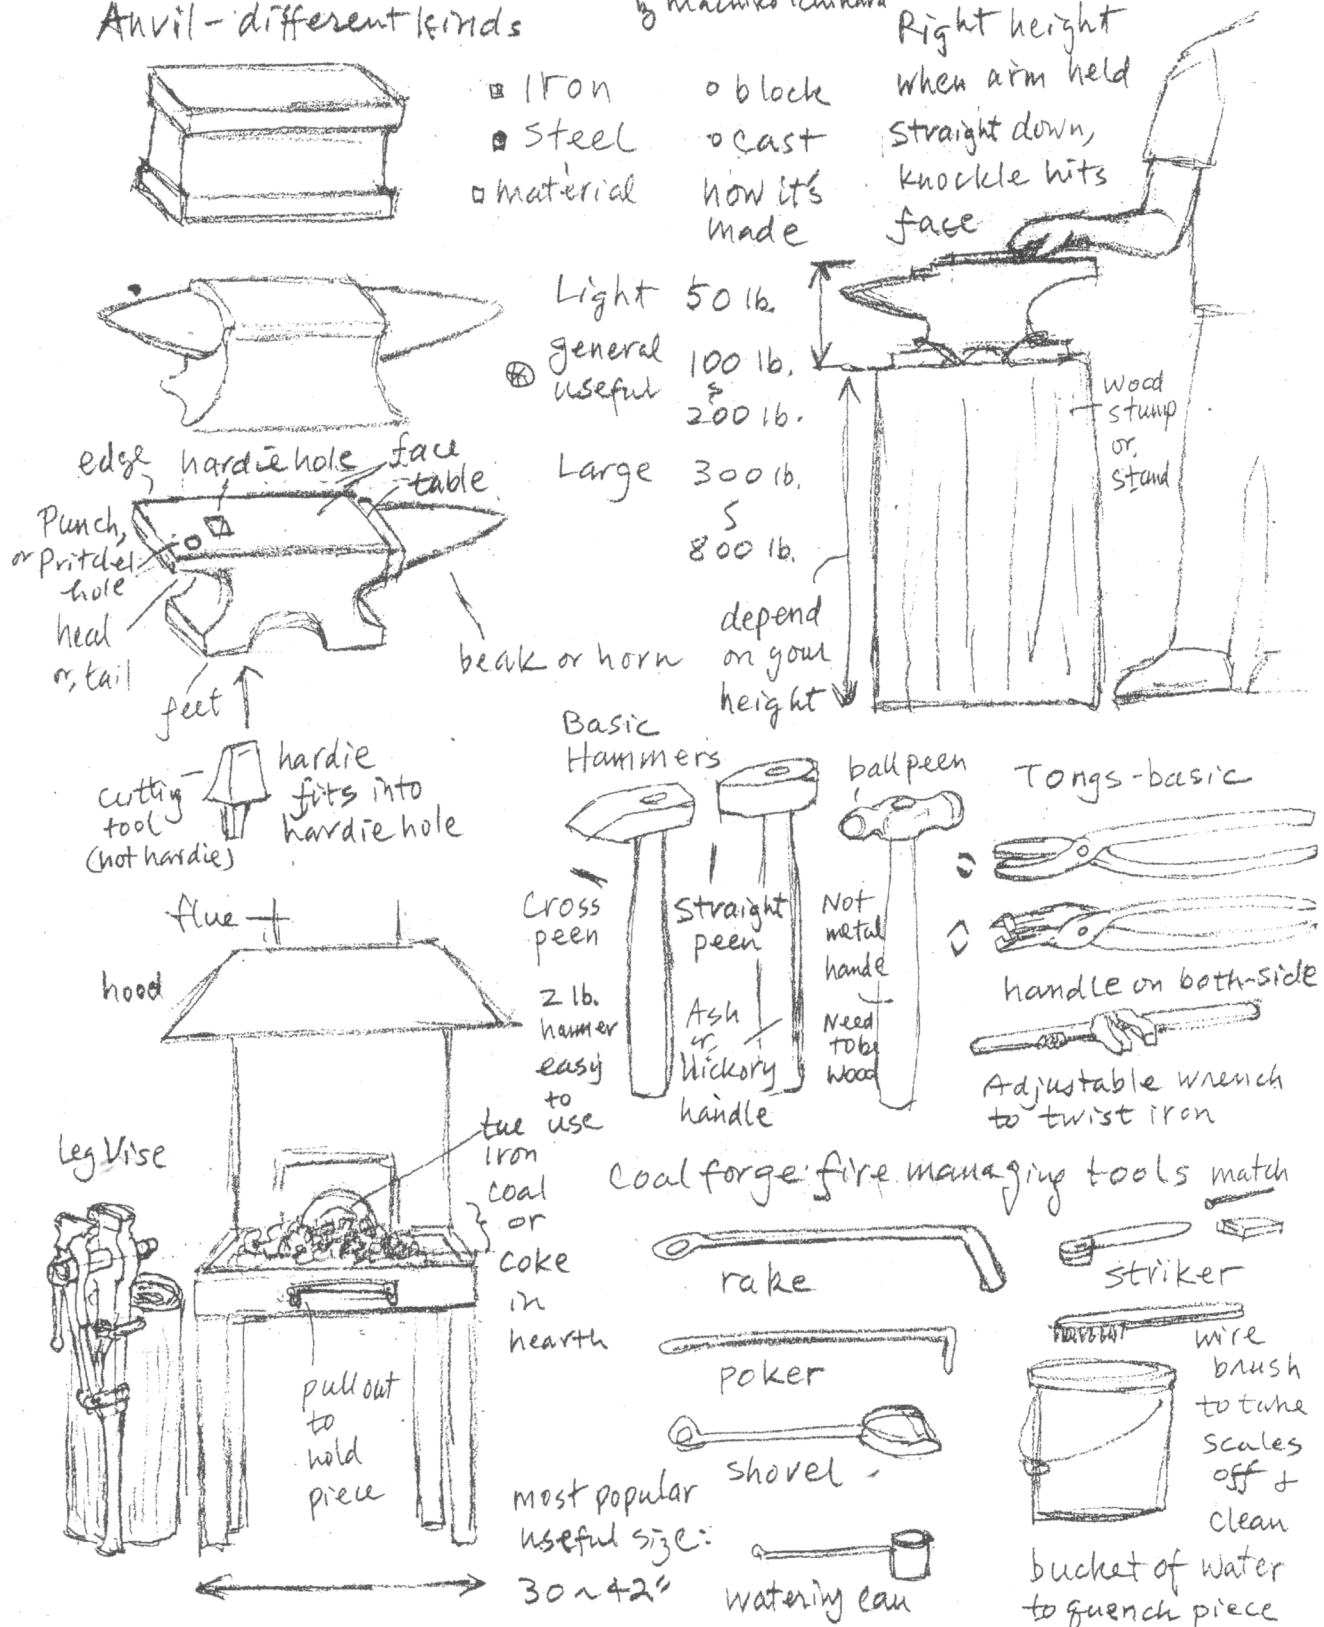 Anvil - different kinds
by Machiko Ichihara
Iron
Steel
material
block
cast
how it's
made
Right height
when arm held
straight down,
knockle hits
face
Light 50 lb.
general
useful
100 lb.
200 lb.
Large 300 lb.
800 lb.
wood
stump
or
stand
depend
on your
height
edge
hardie hole
face
table
Punch,
or pritchel
hole
heal
or, tail
feet
beak or horn
cutting
tool
(hot hardie)
hardie
fits into
hardie hole
Basic
Hammers
ball peen
Cross
peen
2 lb.
hammer
easy
to
use
Straight
peen
Ash
or,
Hickory
handle
Not
metal
hande
Need
to be
wood
Tongs - basic
handle on both-side
Adjustable wrench
to twist iron
flue
hood
tue
iron
coal
or
coke
in
hearth
Leg Vise
pull out
to
hold
piece
most popular
useful size:
30 ~ 42"
Coal forge: fire managing tools
match
rake
striker
poker
wire
brush
to take
scales
off &
clean
shovel
watering can
bucket of water
to quench piece